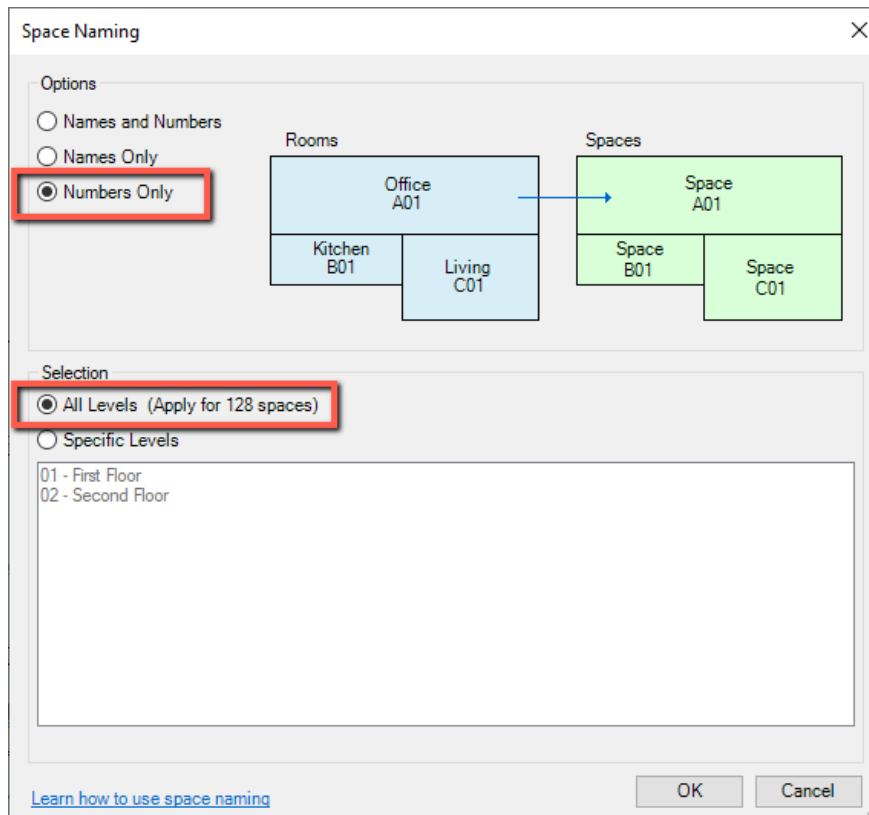 Space Naming
Options
Names and Numbers
Names Only
Numbers Only
Rooms
Office
A01
Kitchen
B01
Living
C01
Spaces
Space
A01
Space
B01
Space
C01
Selection
All Levels (Apply for 128 spaces)
Specific Levels
01 - First Floor
02 - Second Floor
Learn how to use space naming
OK
Cancel